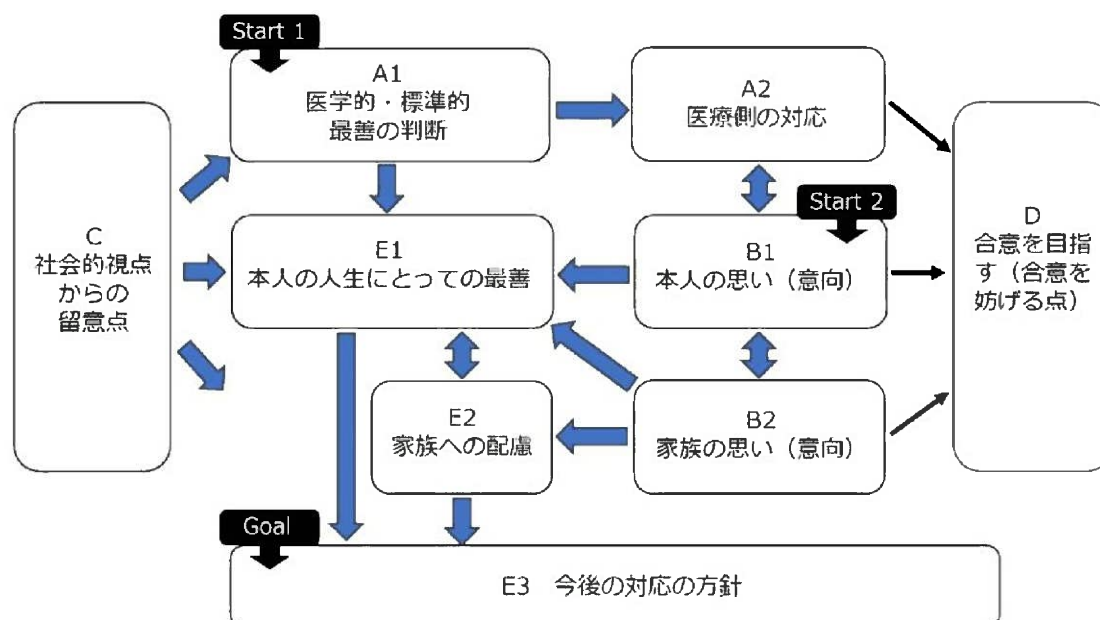 Start 1
A1
医学的・標準的
最善の判断
A2
医療側の対応
C
社会的視点
からの
留意点
E1
本人の人生にとっての最善
Start 2
B1
本人の思い（意向）
D
合意を目指
す（合意を
妨げる点）
E2
家族への配慮
B2
家族の思い（意向）
Goal
E3　今後の対応の方針